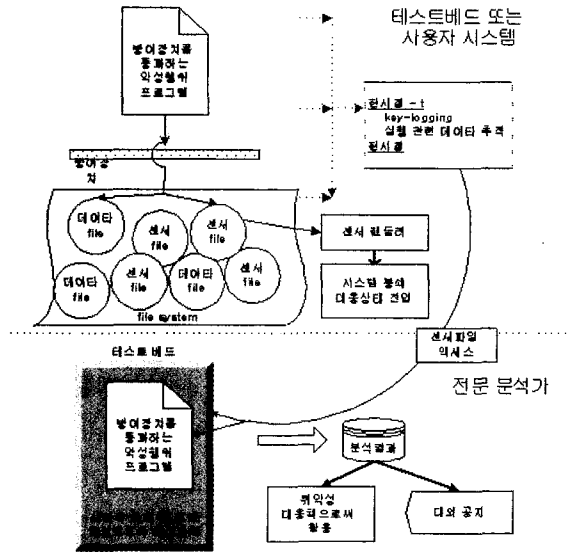 테스트베드 또는
사용자 시스템
방어장치를
통과하는
악성행위
프로그램
현시점 - t
key-logging
실행 관련 데이타 추적
현시점
방어장
치
데이타
file
센서
file
센서
file
데이타
file
센서
file
데이타
file
센서
file
file system
센서 핸들러
시스템 분석
대응상태 진입
센서파일
억세스
테스트베드
전문 분석가
방어장치를
통과하는
악성행위
프로그램
분석결과
취약성
대응책으로써
활용
대외 공지